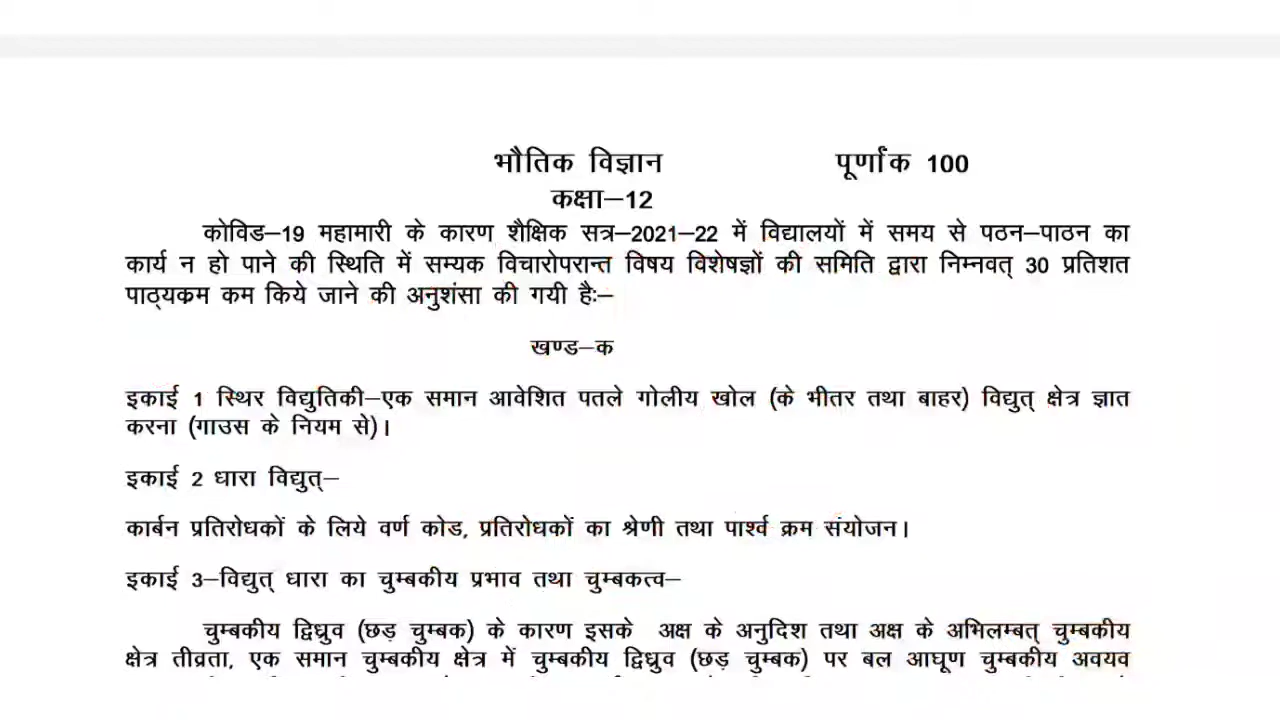 भौतिक विज्ञान पूर्णांक 100
कक्षा–12
कोविड–19 महामारी के कारण शैक्षिक सत्र–2021–22 में विद्यालयों में समय से पठन–पाठन का
कार्य न हो पाने की स्थिति में सम्यक विचारोपरान्त विषय विशेषज्ञों की समिति द्वारा निम्नवत् 30 प्रतिशत
पाठ्यक्रम कम किये जाने की अनुशंसा की गयी हैः–
खण्ड–क
इकाई 1 स्थिर विद्युतिकी–एक समान आवेशित पतले गोलीय खोल (के भीतर तथा बाहर) विद्युत् क्षेत्र ज्ञात
करना (गाउस के नियम से)।
इकाई 2 धारा विद्युत्–
कार्बन प्रतिरोधकों के लिये वर्ण कोड, प्रतिरोधकों का श्रेणी तथा पार्श्व क्रम संयोजन।
इकाई 3–विद्युत् धारा का चुम्बकीय प्रभाव तथा चुम्बकत्व–
चुम्बकीय द्विध्रुव (छड़ चुम्बक) के कारण इसके अक्ष के अनुदिश तथा अक्ष के अभिलम्बत् चुम्बकीय
क्षेत्र तीव्रता, एक समान चुम्बकीय क्षेत्र में चुम्बकीय द्विध्रुव (छड़ चुम्बक) पर बल आघूण चुम्बकीय अवयव